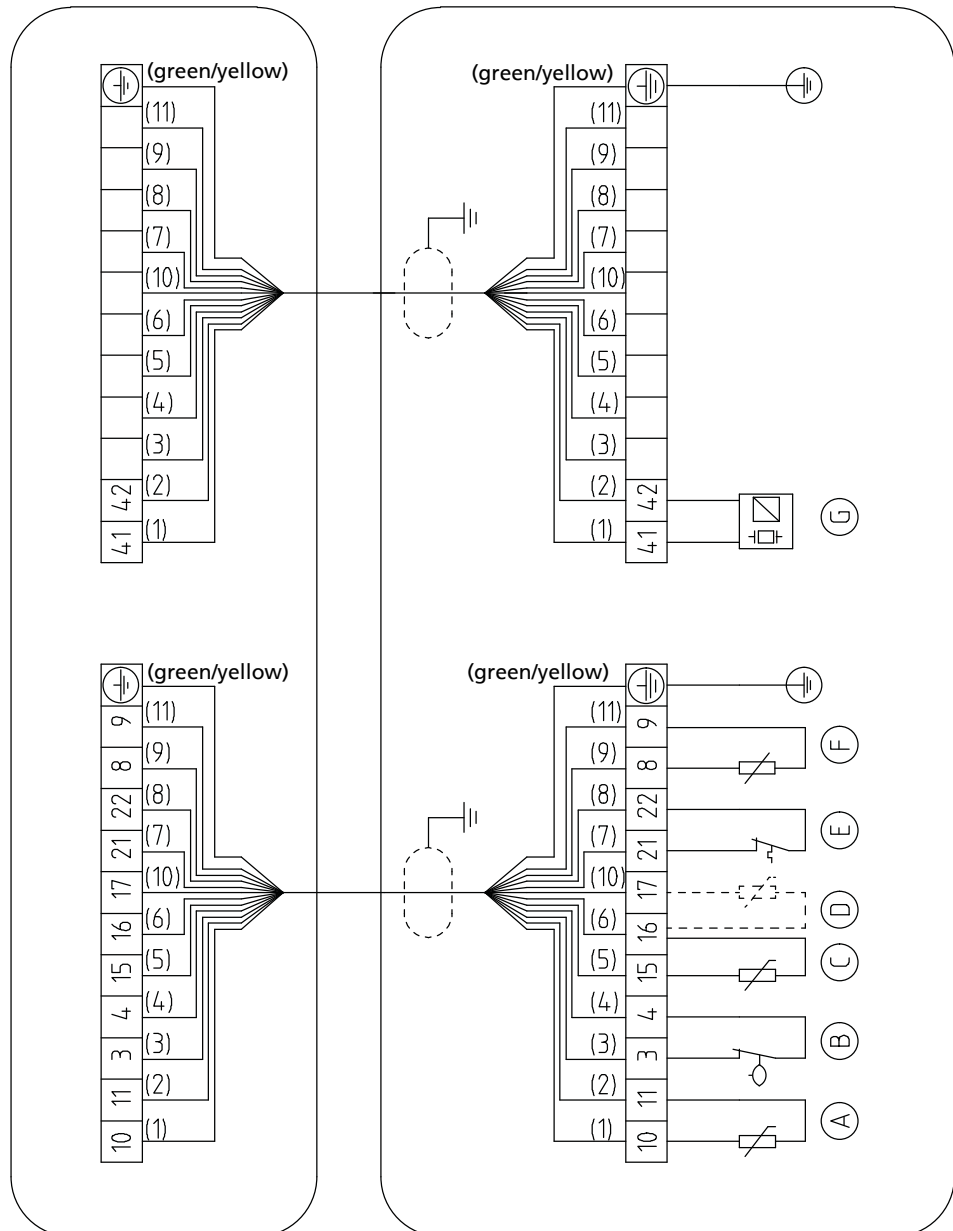 (green/yellow) (green/yellow)
(11) (11)
(9) (9)
(8) (8)
(7) (7)
(10) (10)
(6) (6)
(5) (5)
(4) (4)
(3) (3)
42 (2) (2) 42
41 (1) (1) 41 G
(green/yellow) (green/yellow)
9 (11) (11) 9 F
8 (9) (9) 8
22 (8) (8) 22 E
21 (7) (7) 21
17 (10) (10) 17 D
16 (6) (6) 16
15 (5) (5) 15 C
4 (4) (4) 4
3 (3) (3) 3 B
11 (2) (2) 11
10 (1) (1) 10 A